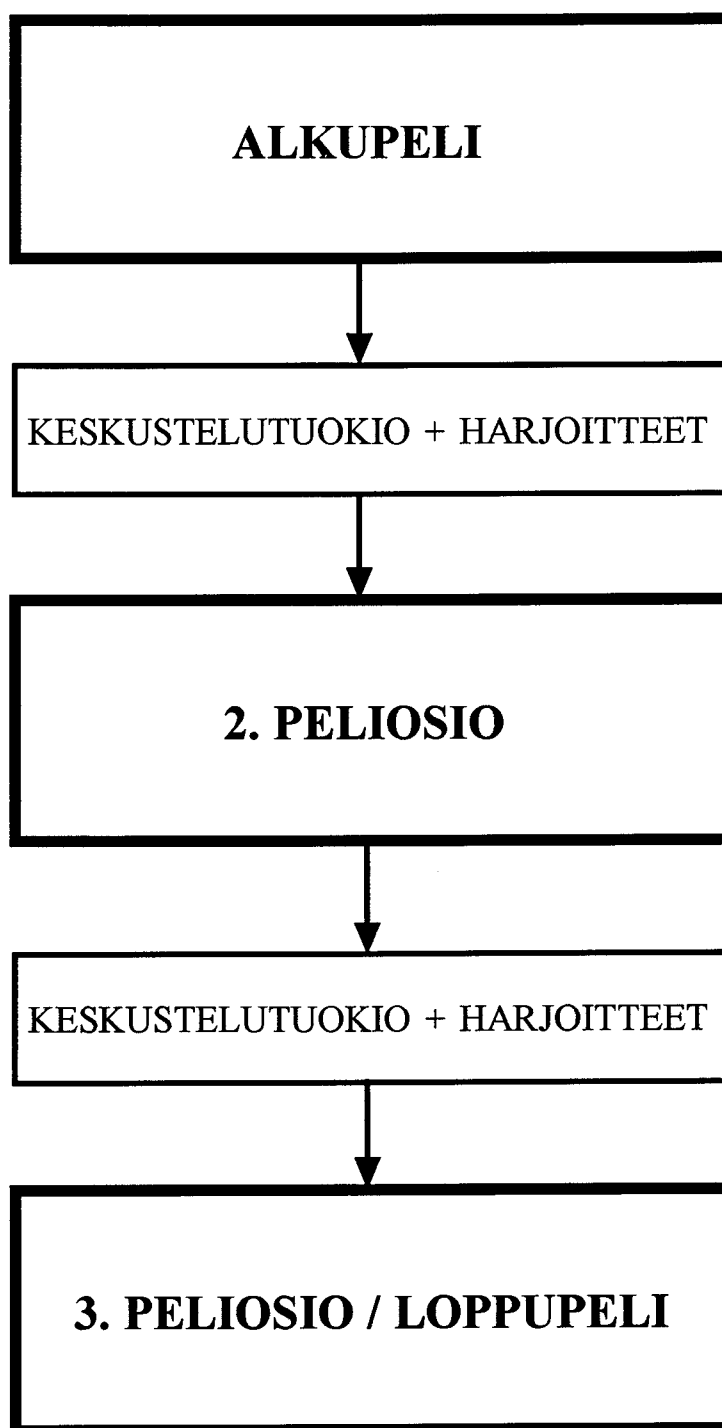 ALKUPELI
KESKUSTELUTUOKIO + HARJOITTEET
2. PELIOSIO
KESKUSTELUTUOKIO + HARJOITTEET
3. PELIOSIO / LOPPUPELI